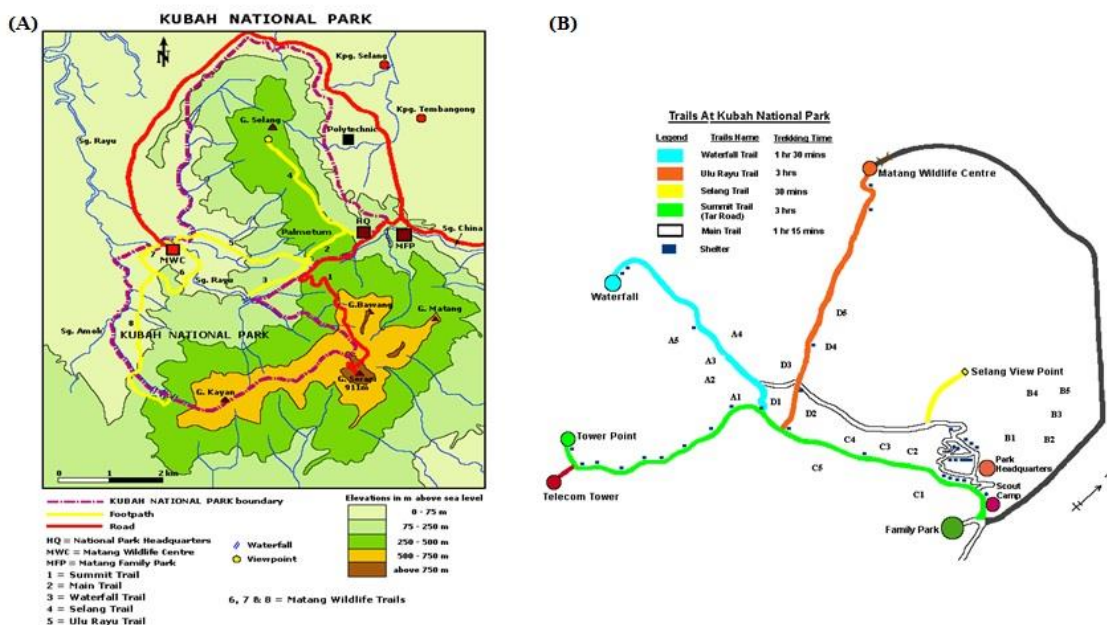 (A)
KUBAH NATIONAL PARK
N
Kpg. Selang
Kpg. Tembangong
G. Selang
Polytechnic
Sg. Rayu
4
HQ
Sg. China
Palmetum
MFP
5
2
7
MWC
6
Sg. Rayu
3
1
8
G.Bawang
G. Matang
Sg. Amok
KUBAH NATIONAL PARK
G. Serapi
911m
G. Kayan
0 1 2 km
KUBAH NATIONAL PARK boundary
Footpath
Road
HQ = National Park Headquarters
MWC = Matang Wildlife Centre
MFP = Matang Family Park
1 = Summit Trail
2 = Main Trail
3 = Waterfall Trail
4 = Selang Trail
5 = Ulu Rayu Trail
Waterfall
Viewpoint
6, 7 & 8 = Matang Wildlife Trails
Elevations in m above sea level
0 - 75 m
75 - 250 m
250 - 500 m
500 - 750 m
above 750 m
(B)
Trails At Kubah National Park
Legend Trails Name Trekking Time
Waterfall Trail 1 hr 30 mins
Ulu Rayu Trail 3 hrs
Selang Trail 30 mins
Summit Trail 3 hrs
(Tar Road)
Main Trail 1 hr 15 mins
Shelter
Matang Wildlife Centre
Waterfall
D5
A4
A5
D4
A3
D3
A2
Selang View Point
B4 B5
A1
D1
D2
B3
Tower Point
C4
C3
C2
B1
B2
C5
Park
Headquarters
Telecom Tower
Scout
Camp
C1
Family Park
N